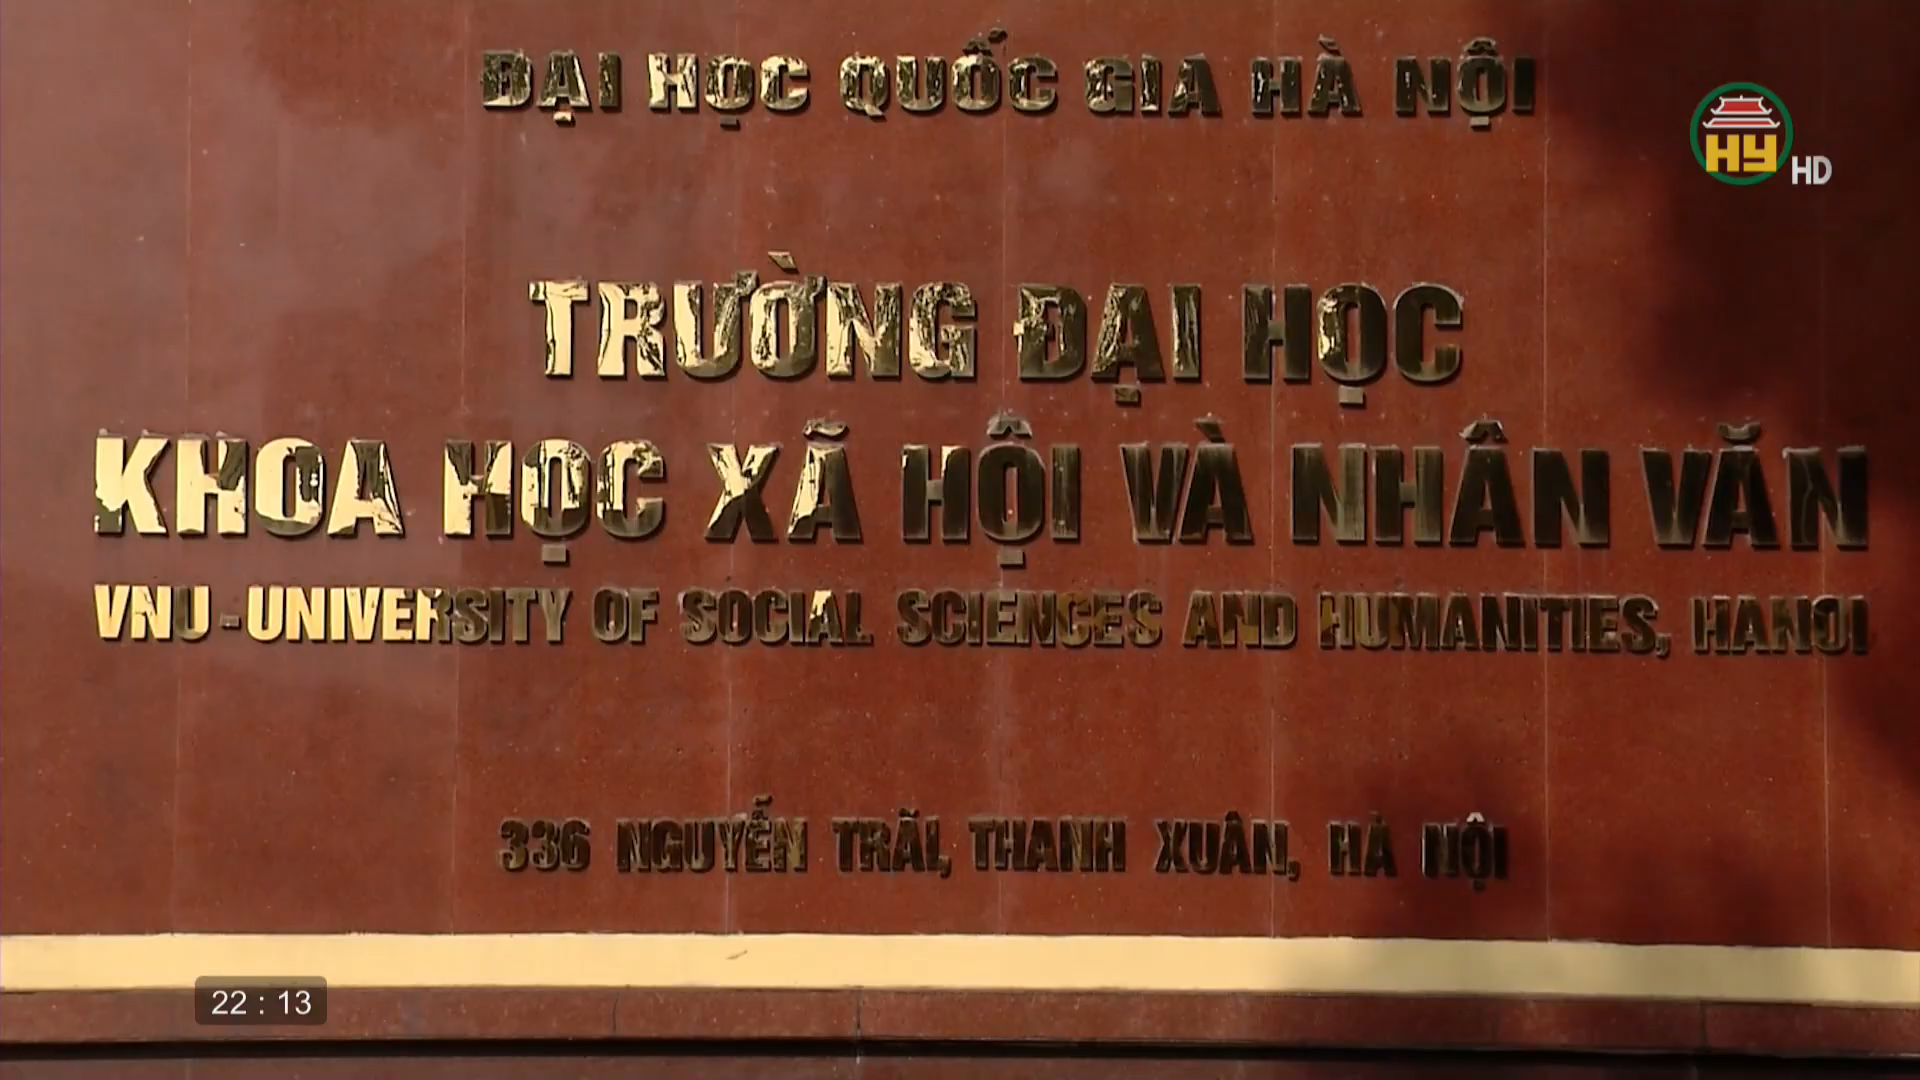 ĐẠI HỌC QUỐC GIA HÀ NỘI
HY HD
TRƯỜNG ĐẠI HỌC
KHOA HỌC XÃ HỘI VÀ NHÂN VĂN
VNU - UNIVERSITY OF SOCIAL SCIENCES AND HUMANITIES, HANOI
336 NGUYỄN TRÃI, THANH XUÂN, HÀ NỘI
22 : 13